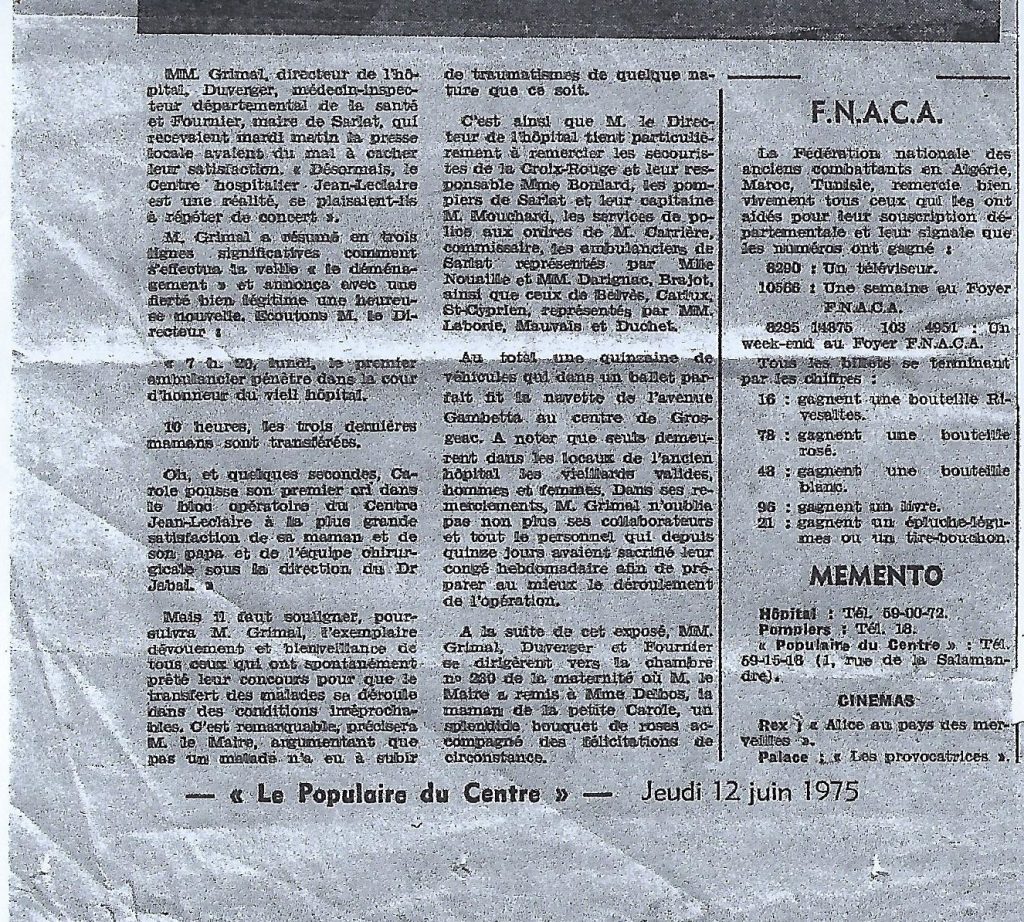 MM. Grimal, directeur de l'hô-
pital, Duverger, médecin-inspec-
teur départemental de la santé
et Fournier, maire de Sarlat, qui
recevaient mardi matin la presse
locale avaient du mal à cacher
leur satisfaction. « Désormais, le
Centre hospitalier Jean-Leclaire
est une réalité, se plaisaient-ils
à répéter de concert ».
M. Grimal a résumé en trois
lignes significatives comment
s'effectua la veille « le déména-
gement » et annonça avec une
fierté bien légitime une heureu-
se nouvelle. Ecoutons M. le Di-
recteur :
« 7 h. 20, lundi, le premier
ambulancier pénètre dans la cour
d'honneur du vieil hôpital.
10 heures, les trois dernières
mamans sont transférées.
Oh, et quelques secondes, Ca-
role pousse son premier cri dans
le bloc opératoire du Centre
Jean-Leclaire à la plus grande
satisfaction de sa maman et de
son papa et de l'équipe chirur-
gicale sous la direction du Dr
Jabal. »
Mais il faut souligner, pour-
suivra M. Grimal, l'exemplaire
dévouement et bienveillance de
tous ceux qui ont spontanément
prêté leur concours pour que le
transfert des malades se déroule
dans des conditions irréprocha-
bles. C'est remarquable, précisera
M. le Maire, argumentant que
pas un malade n'a eu à subir
de traumatismes de quelque na-
ture que ce soit.
C'est ainsi que M. le Direc-
teur de l'hôpital tient particuliè-
rement à remercier les secouris-
tes de la Croix-Rouge et leur res-
ponsable Mme Bonlard, les pom-
piers de Sarlat et leur capitaine
M. Mouchard, les services de po-
lice aux ordres de M. Carrière,
commissaire, les ambulanciers de
Sarlat représentés par Mlle
Nouaille et MM. Darignac, Brajot,
ainsi que ceux de Belvès, Carlux,
St-Cyprien, représentés par MM.
Laborie, Mauvais et Duchet.
Au total une quinzaine de
véhicules qui dans un ballet par-
fait fit la navette de l'avenue
Gambetta au centre de Gros-
geac. A noter que seuls demeu-
rent dans les locaux de l'ancien
hôpital les vieillards valides,
hommes et femmes. Dans ses re-
merciements, M. Grimal n'oublie
pas non plus ses collaborateurs
et tout le personnel qui depuis
quinze jours avaient sacrifié leur
congé hebdomadaire afin de pré-
parer au mieux le déroulement
de l'opération.
A la suite de cet exposé, MM.
Grimal, Duverger et Fournier
se dirigèrent vers la chambre
n° 230 de la maternité où M. le
Maire a remis à Mme Delbos, la
maman de la petite Carole, un
splendide bouquet de roses ac-
compagné des félicitations de
circonstance.
F.N.A.C.A.
La Fédération nationale des
anciens combattants en Algérie,
Maroc, Tunisie, remercie bien
vivement tous ceux qui les ont
aidés pour leur souscription dé-
partementale et leur signale que
les numéros ont gagné :
8290 : Un téléviseur.
10566 : Une semaine au Foyer
F.N.A.C.A.
8295 14875 103 4951 : Un
week-end au Foyer F.N.A.C.A.
Tous les billets se terminent
par les chiffres :
16 : gagnent une bouteille Ri-
vesaltes.
78 : gagnent une bouteille
rosé.
48 : gagnent une bouteille
blanc.
96 : gagnent un livre.
21 : gagnent un épluche-légu-
mes ou un tire-bouchon.
MEMENTO
Hôpital : Tél. 59-00-72.
Pompiers : Tél. 18.
« Populaire du Centre » : Tél.
59-15-18 (1, rue de la Salaman-
dre).
CINEMAS
Rex : « Alice au pays des mer-
veilles ».
Palace : « Les provocatrices ».
— « Le Populaire du Centre » — Jeudi 12 juin 1975